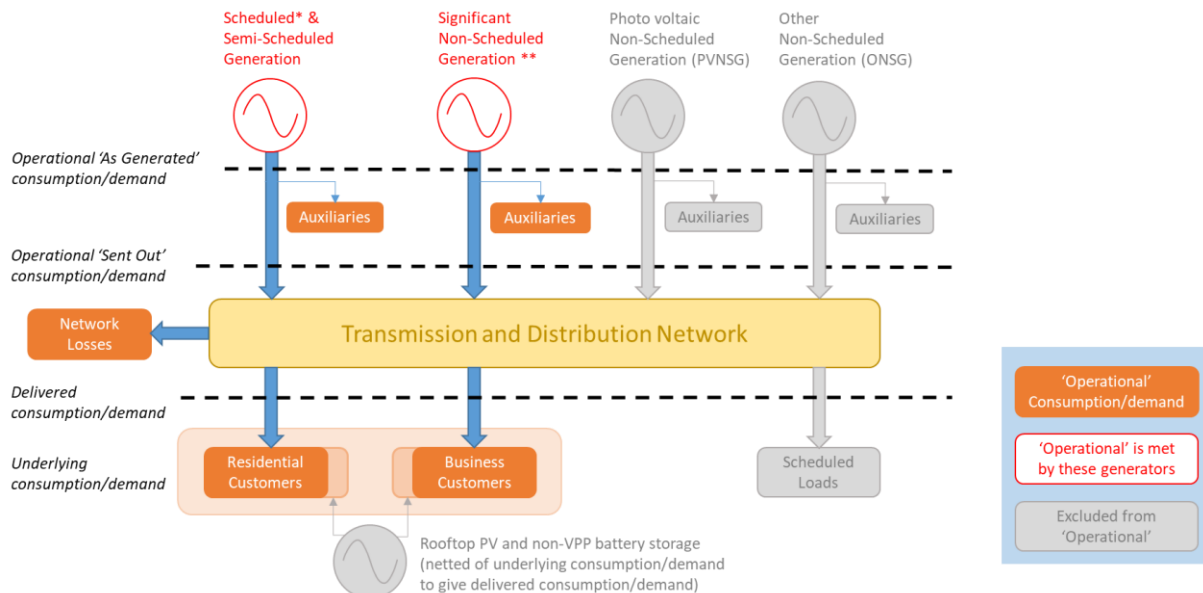 Scheduled* &
Semi-Scheduled
Generation
Significant
Non-Scheduled
Generation **
Photo voltaic
Non-Scheduled
Generation (PVNSG)
Other
Non-Scheduled
Generation (ONSG)
Operational ‘As Generated’
consumption/demand
Auxiliaries
Auxiliaries
Auxiliaries
Auxiliaries
Operational ‘Sent Out’
consumption/demand
Network
Losses
Transmission and Distribution Network
Delivered
consumption/demand
Underlying
consumption/demand
Residential
Customers
Business
Customers
Scheduled
Loads
Rooftop PV and non-VPP battery storage
(netted of underlying consumption/demand
to give delivered consumption/demand)
‘Operational’
Consumption/demand
‘Operational’ is met
by these generators
Excluded from
‘Operational’